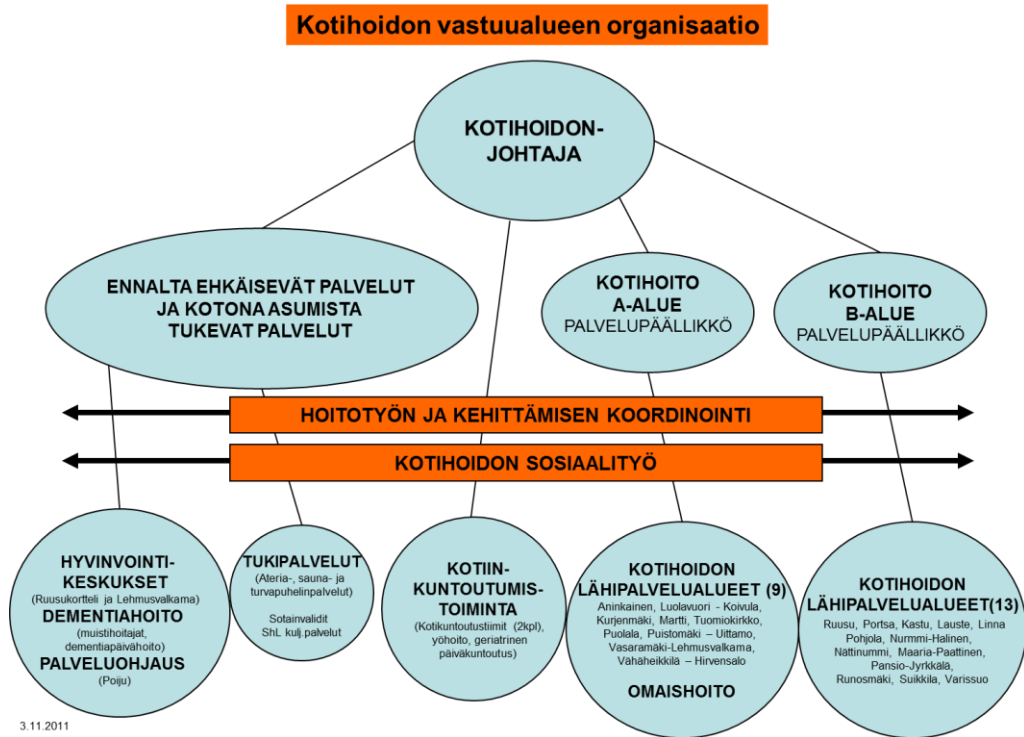 Kotihoidon vastuualueen organisaatio
KOTIHOIDON-
JOHTAJA
ENNALTA EHKÄISEVÄT PALVELUT
JA KOTONA ASUMISTA
TUKEVAT PALVELUT
KOTIHOITO
A-ALUE
PALVELUPÄÄLLIKKÖ
KOTIHOITO
B-ALUE
PALVELUPÄÄLLIKKÖ
HOITOTYÖN JA KEHITTÄMISEN KOORDINOINTI
KOTIHOIDON SOSIAALITYÖ
HYVINVOINTI-
KESKUKSET
(Ruusukortteli ja Lehmusvalkama)
DEMENTIAHOITO
(muistihoitajat,
dementiapäivähoito)
PALVELUOHJAUS
(Poiju)
TUKIPALVELUT
(Ateria-, sauna- ja
turvapuhelinpalvelut)
Sotainvalidit
ShL kulj.palvelut
KOTIIN-
KUNTOUTUMIS-
TOIMINTA
(Kotikuntoutustiimit (2kpl),
yöhoito, geriatrinen
päiväkuntoutus)
KOTIHOIDON
LÄHIPALVELUALUEET (9)
Aninkainen, Luolavuori - Koivula,
Kurjenmäki, Martti, Tuomiokirkko,
Puolala, Puistomäki – Uittamo,
Vasaramäki-Lehmusvalkama,
Vähäheikkilä – Hirvensalo
OMAISHOITO
KOTIHOIDON
LÄHIPALVELUALUEET(13)
Ruusu, Portsa, Kastu, Lauste, Linna
Pohjola, Nurmmi-Halinen,
Nättinummi, Maaria-Paattinen,
Pansio-Jyrkkälä,
Runosmäki, Suikkila, Varissuo
3.11.2011